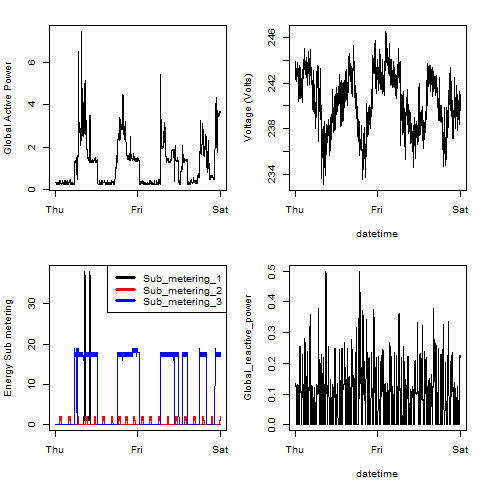 Global Active Power
6
4
2
0
Thu Fri Sat
Voltage (Volts)
246
242
238
234
Thu Fri Sat
datetime
Energy Sub metering
30
20
10
0
Sub_metering_1
Sub_metering_2
Sub_metering_3
Thu Fri Sat
Global_reactive_power
0.5
0.4
0.3
0.2
0.1
0.0
Thu Fri Sat
datetime